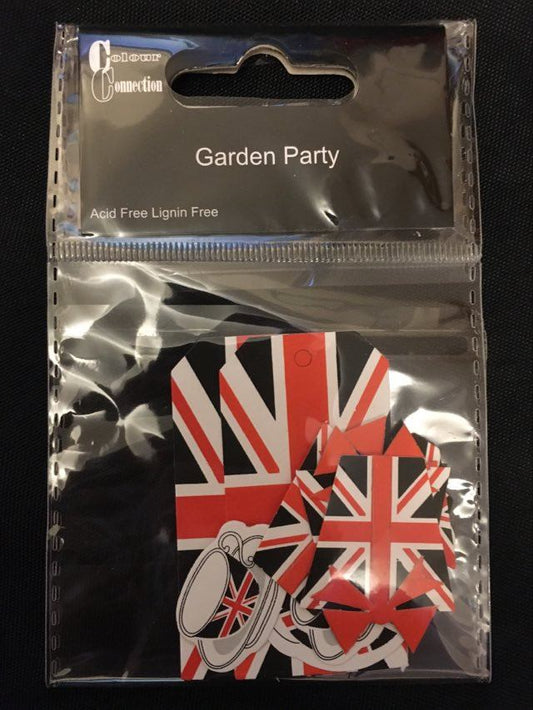 Colour
Connection
Garden Party
Acid Free Lignin Free